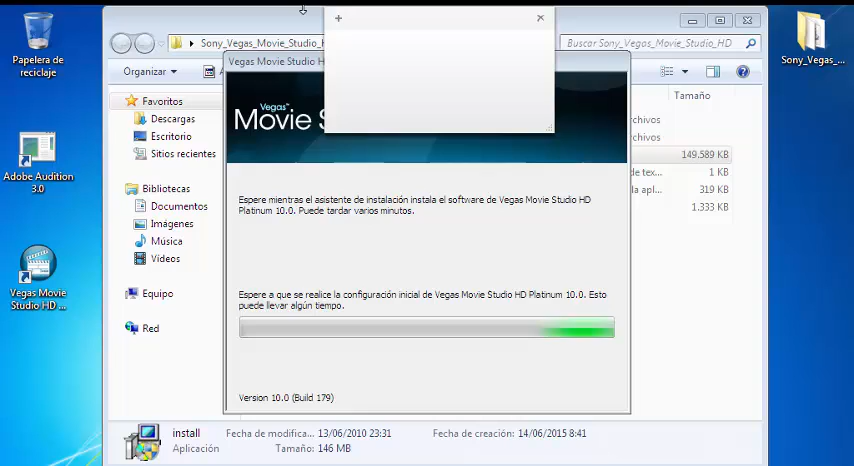 Papelera de
reciclaje
Adobe Audition
3.0
Vegas Movie
Studio HD ...
Sony_Vegas_Movie_Studio_H
Buscar Sony_Vegas_Movie_Studio_HD
Organizar
Favoritos
Descargas
Escritorio
Sitios recientes
Bibliotecas
Documentos
Imágenes
Música
Vídeos
Equipo
Red
Vegas Movie Studio H
Vegas™
Movie S
Espere mientras el asistente de instalación instala el software de Vegas Movie Studio HD
Platinum 10.0. Puede tardar varios minutos.
Espere a que se realice la configuración inicial de Vegas Movie Studio HD Platinum 10.0. Esto
puede llevar algún tiempo.
Version 10.0 (Build 179)
Tamaño
chivos
chivos
149.589 KB
de tex... 1 KB
la apl... 319 KB
1.333 KB
install Fecha de modifica... 13/06/2010 23:31 Fecha de creación: 14/06/2015 8:41
Aplicación Tamaño: 146 MB
Sony_Vegas_...